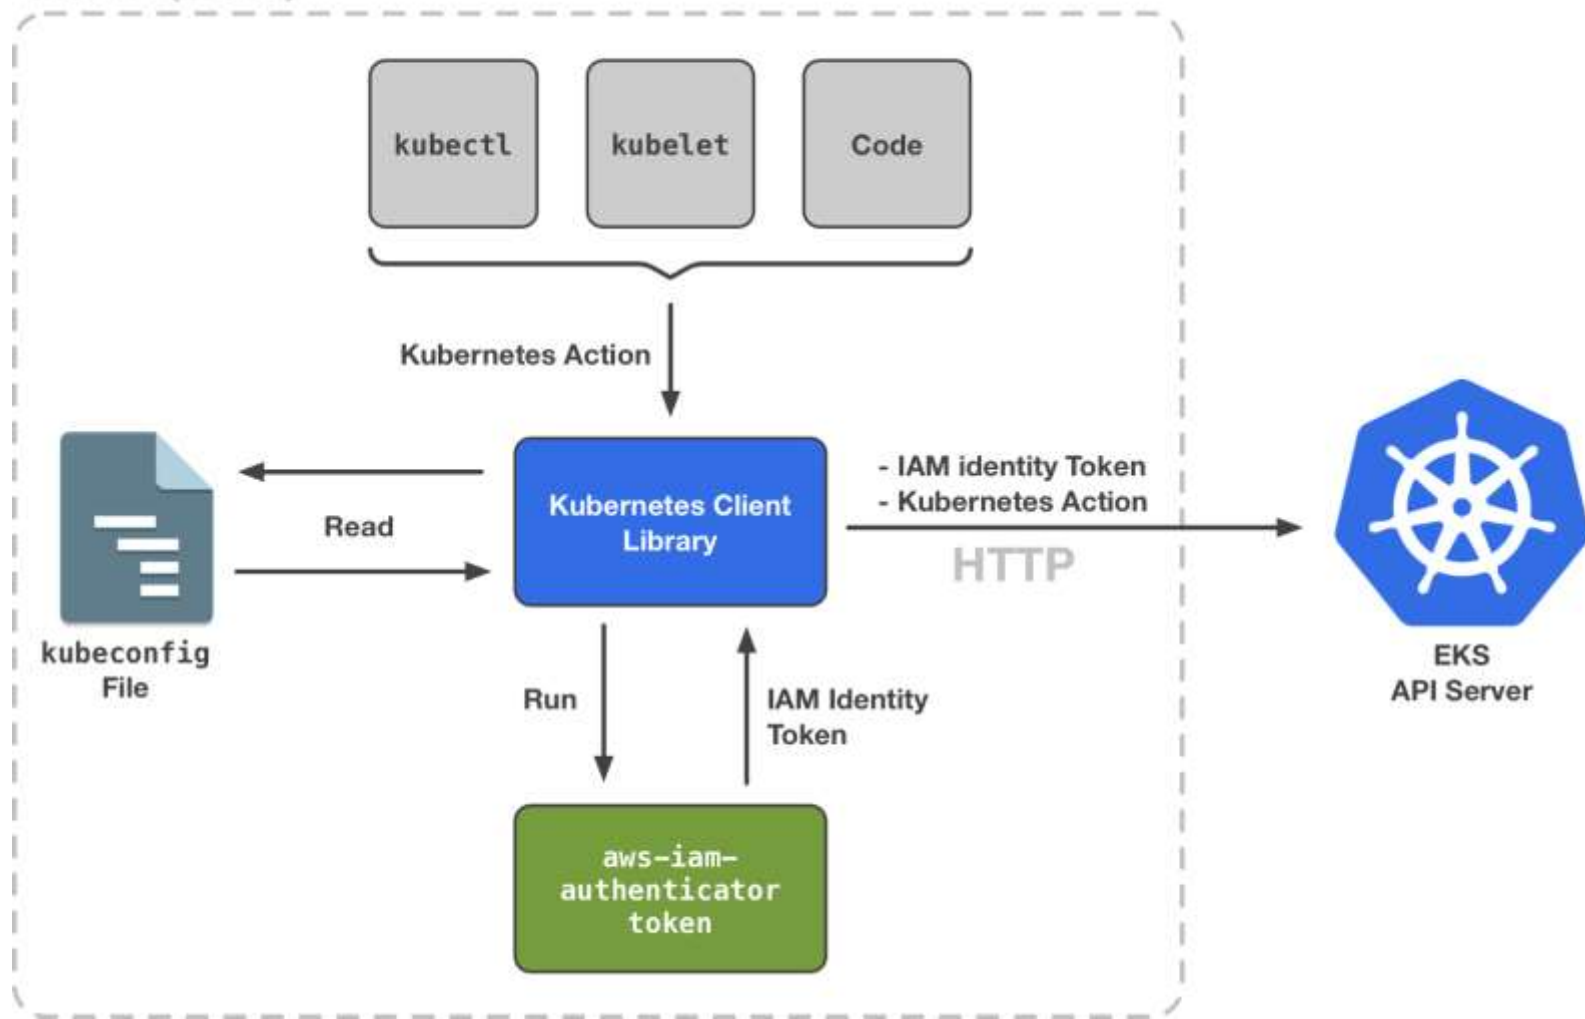 kubectl
kubelet
Code
Kubernetes Action
Kubernetes Client
Library
- IAM identity Token
- Kubernetes Action
HTTP
Read
kubeconfig
File
EKS
API Server
Run
IAM Identity
Token
aws-iam-
authenticator
token